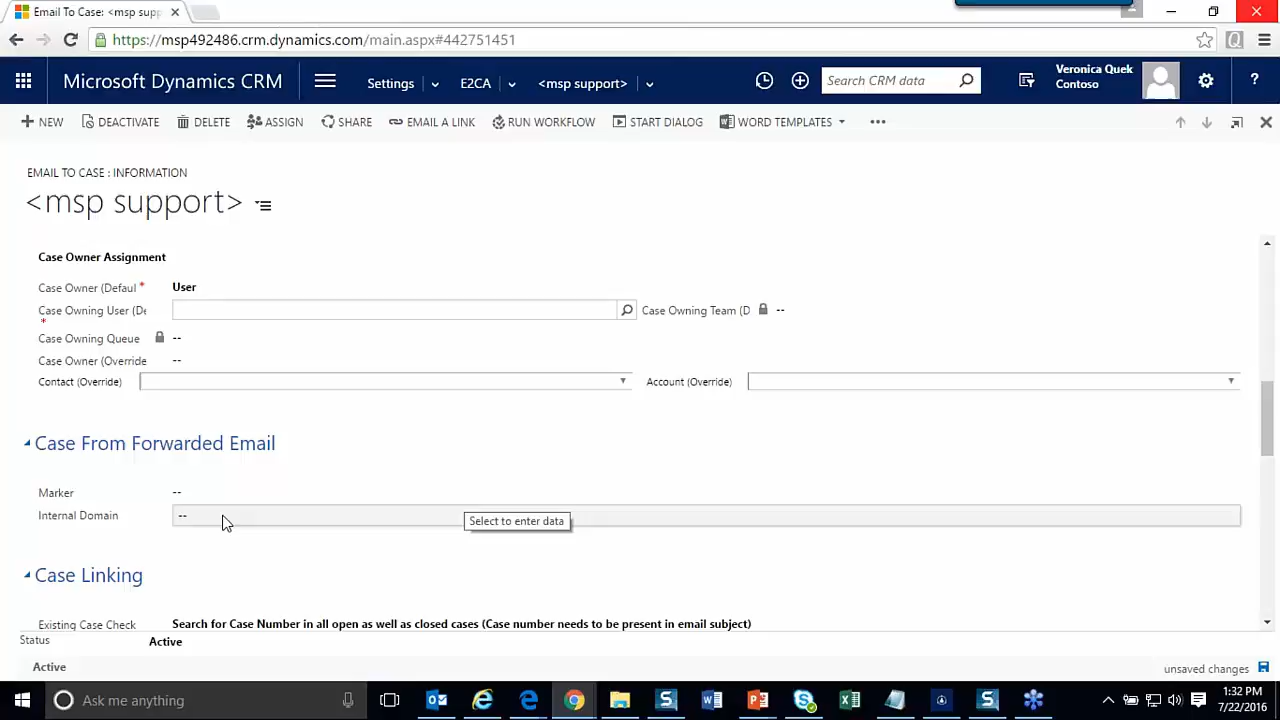 Email To Case: <msp supp
https://msp492486.crm.dynamics.com/main.aspx#442751451
Microsoft Dynamics CRM
Settings
E2CA
<msp support>
Search CRM data
Veronica Quek
Contoso
?
NEW
DEACTIVATE
DELETE
ASSIGN
SHARE
EMAIL A LINK
RUN WORKFLOW
START DIALOG
WORD TEMPLATES
EMAIL TO CASE : INFORMATION
<msp support>
Case Owner Assignment
Case Owner (Defaul *
User
Case Owning User (De
*
Case Owning Team (D
--
Case Owning Queue
--
Case Owner (Override
--
Contact (Override)
Account (Override)
Case From Forwarded Email
Marker
--
Internal Domain
--
Select to enter data
Case Linking
Existing Case Check
Search for Case Number in all open as well as closed cases (Case number needs to be present in email subject)
Status
Active
Active
unsaved changes
Ask me anything
1:32 PM
7/22/2016